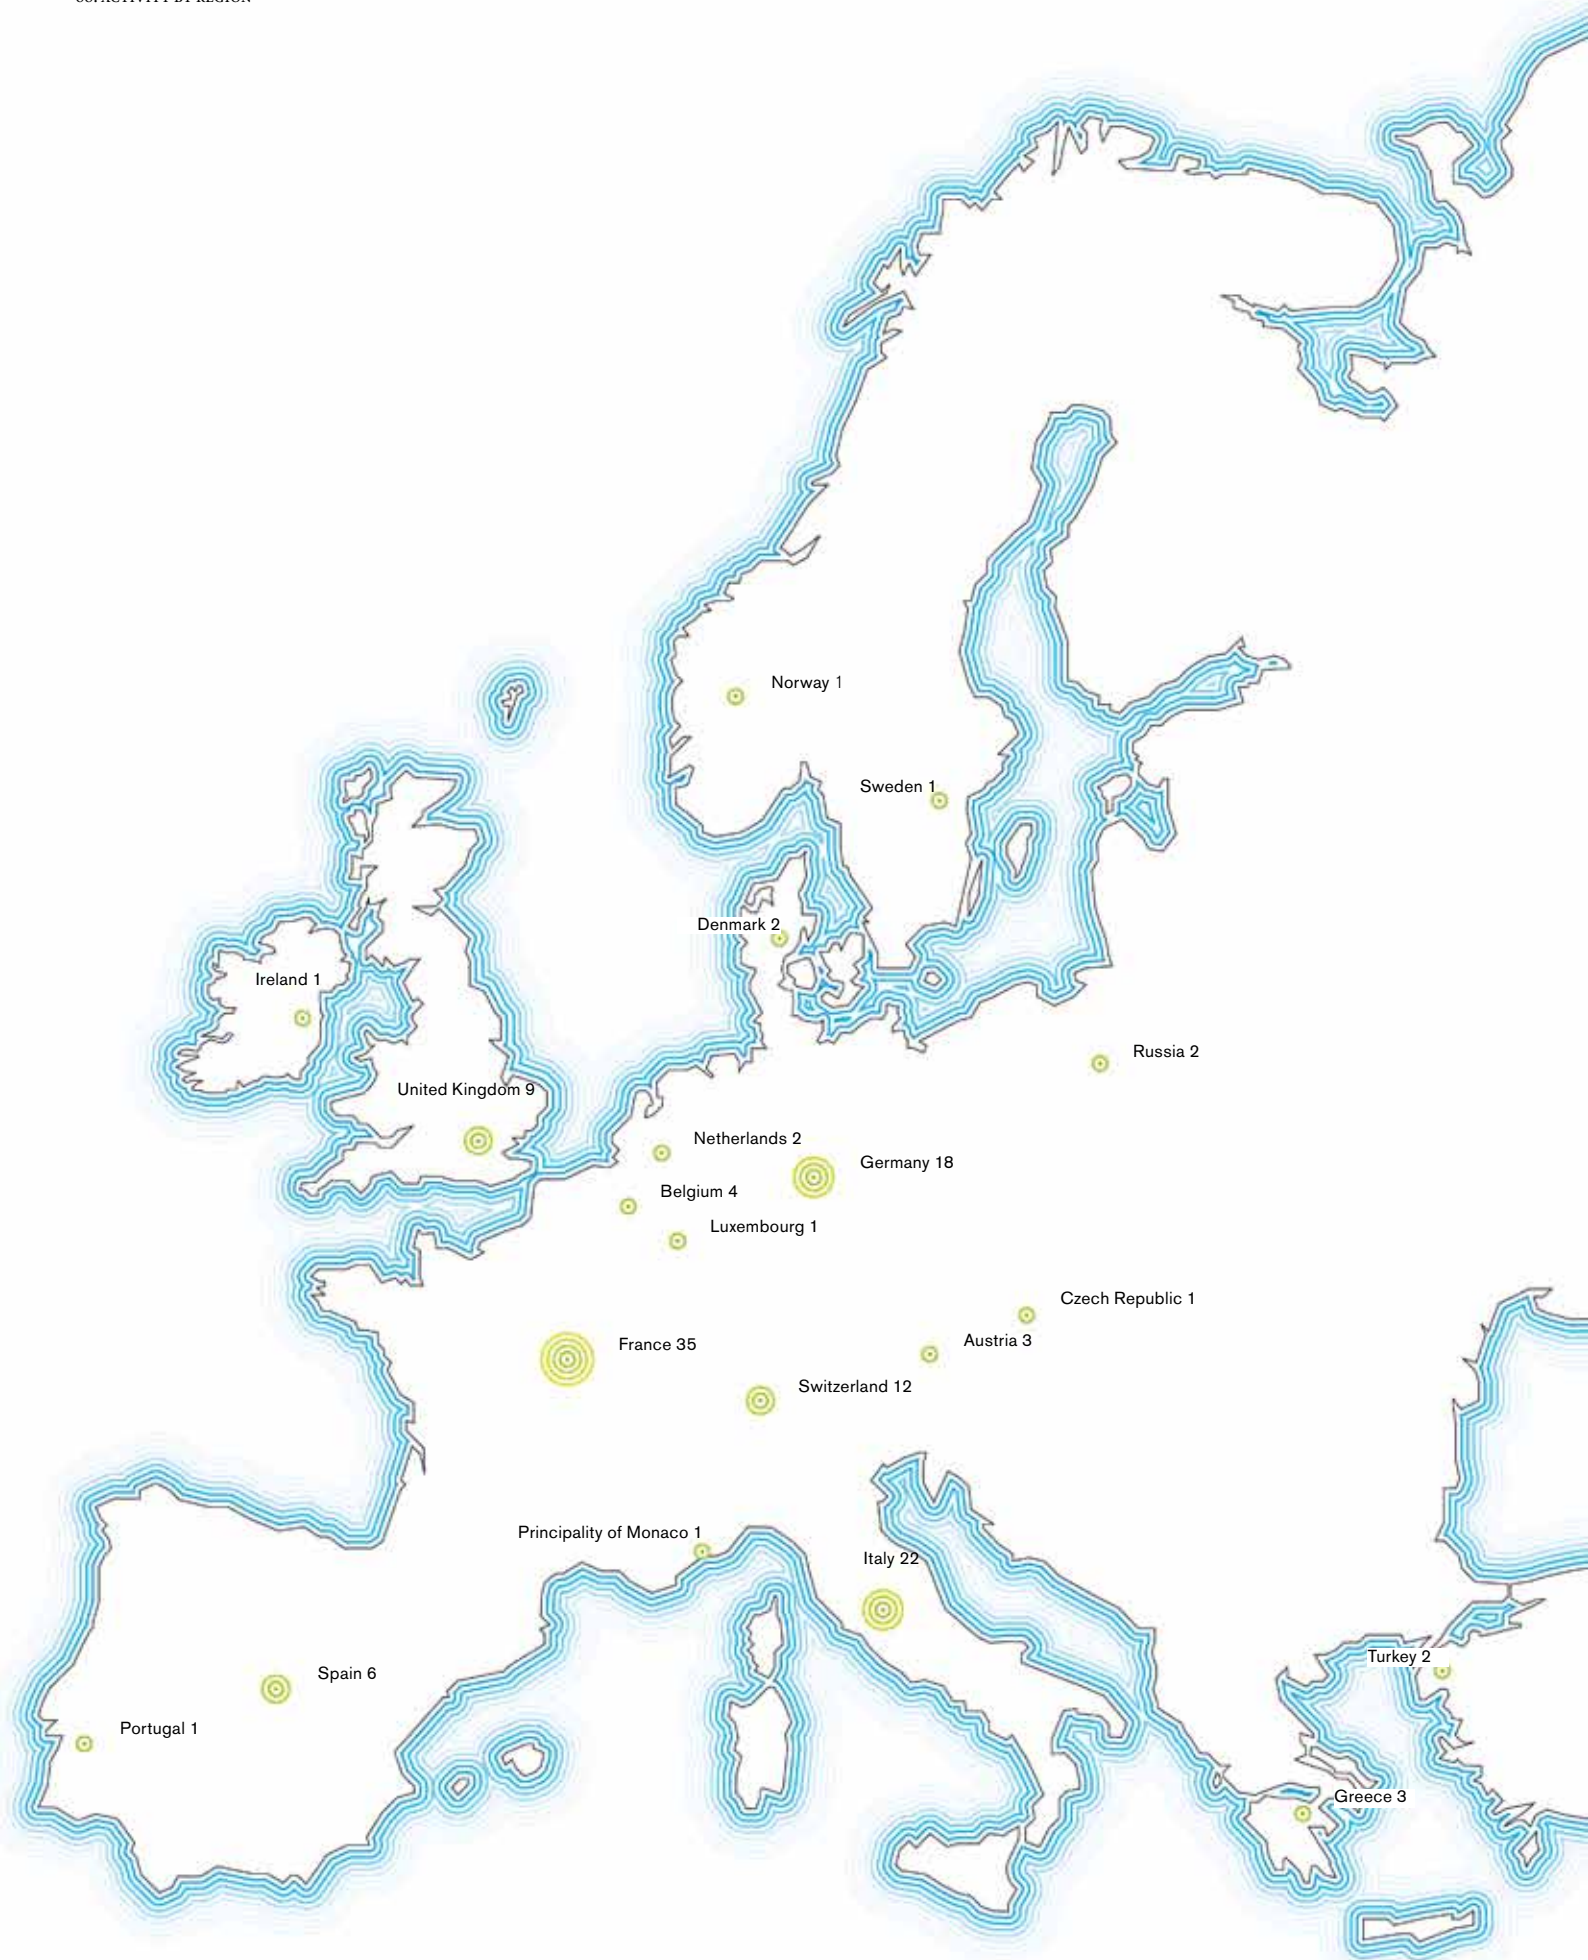 Norway 1
Sweden 1
Denmark 2
Ireland 1
Russia 2
United Kingdom 9
Netherlands 2
Germany 18
Belgium 4
Luxembourg 1
Czech Republic 1
Austria 3
France 35
Switzerland 12
Principality of Monaco 1
Italy 22
Turkey 2
Spain 6
Portugal 1
Greece 3